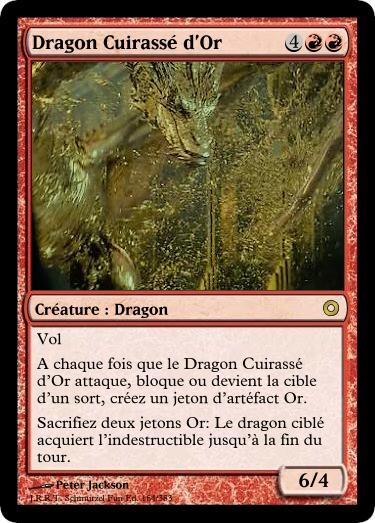 Dragon Cuirassé d'Or 4
Créature : Dragon
Vol
A chaque fois que le Dragon Cuirassé
d'Or attaque, bloque ou devient la cible
d'un sort, créez un jeton d'artéfact Or.
Sacrifiez deux jetons Or: Le dragon ciblé
acquiert l'indestructible jusqu'à la fin du
tour.
Peter Jackson
6/4